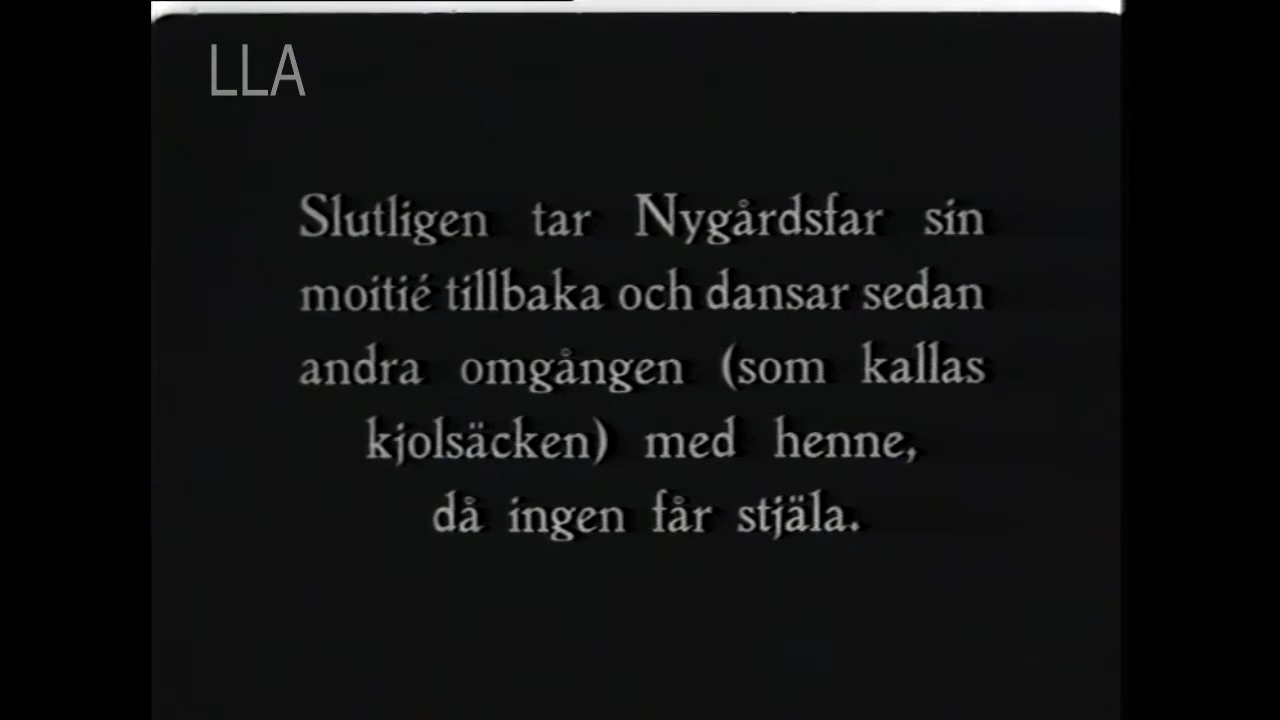 LLA
Slutligen tar Nygårdsfar sin
moitié tillbaka och dansar sedan
andra omgången (som kallas
kjolsäcken) med henne,
då ingen får stjäla.